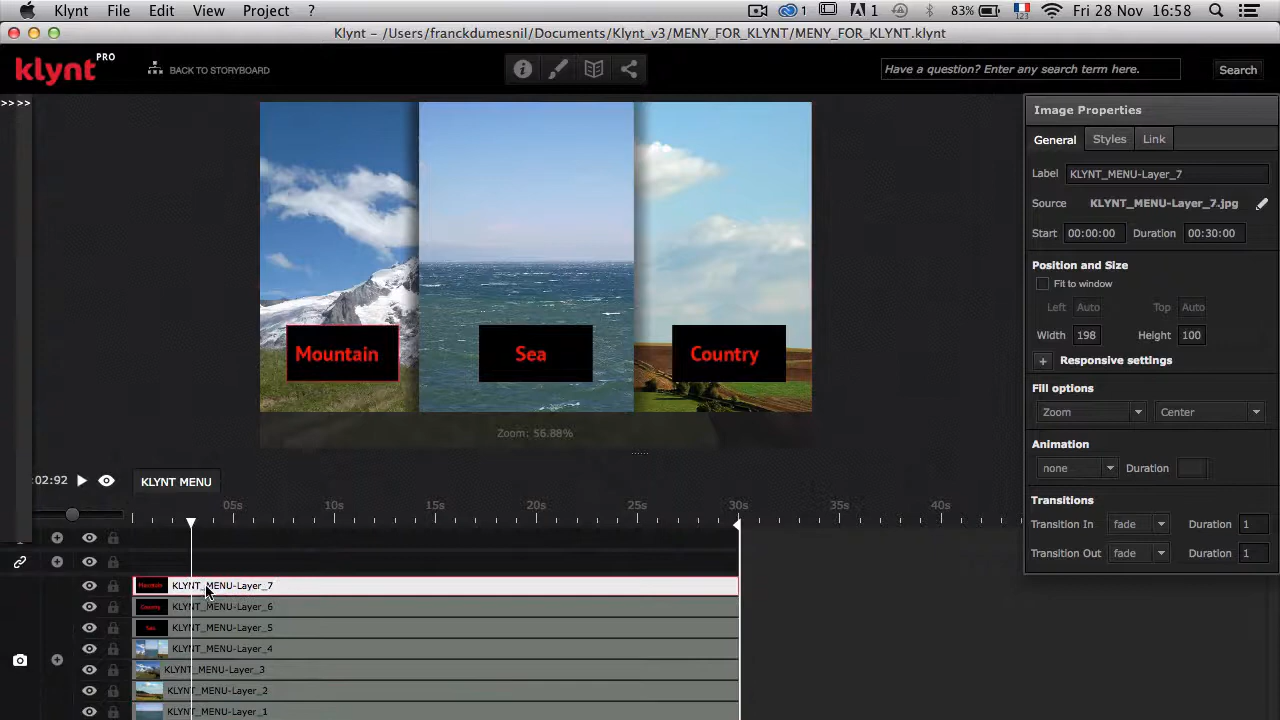 Klynt File Edit View Project ? 1 1 83% 123 Fri 28 Nov 16:58
Klynt – /Users/franckdumesnil/Documents/Klynt_v3/MENY_FOR_KLYNT/MENY_FOR_KLYNT.klynt
klynt PRO BACK TO STORYBOARD Have a question? Enter any search term here. Search
>>>>
Image Properties
General Styles Link
Label KLYNT_MENU-Layer_7
Source KLYNT_MENU-Layer_7.jpg
Start 00:00:00 Duration 00:30:00
Position and Size
Fit to window
Left Auto Top Auto
Width 198 Height 100
+ Responsive settings
Fill options
Zoom Center
Animation
none Duration
Transitions
Transition In fade Duration 1
Transition Out fade Duration 1
Mountain Sea Country
Zoom: 56.88%
:02:92 KLYNT MENU
05s 10s 15s 20s 25s 30s 35s 40s
Mountain KLYNT_MENU-Layer_7
Country KLYNT_MENU-Layer_6
Sea KLYNT_MENU-Layer_5
KLYNT_MENU-Layer_4
KLYNT_MENU-Layer_3
KLYNT_MENU-Layer_2
KLYNT_MENU-Layer_1